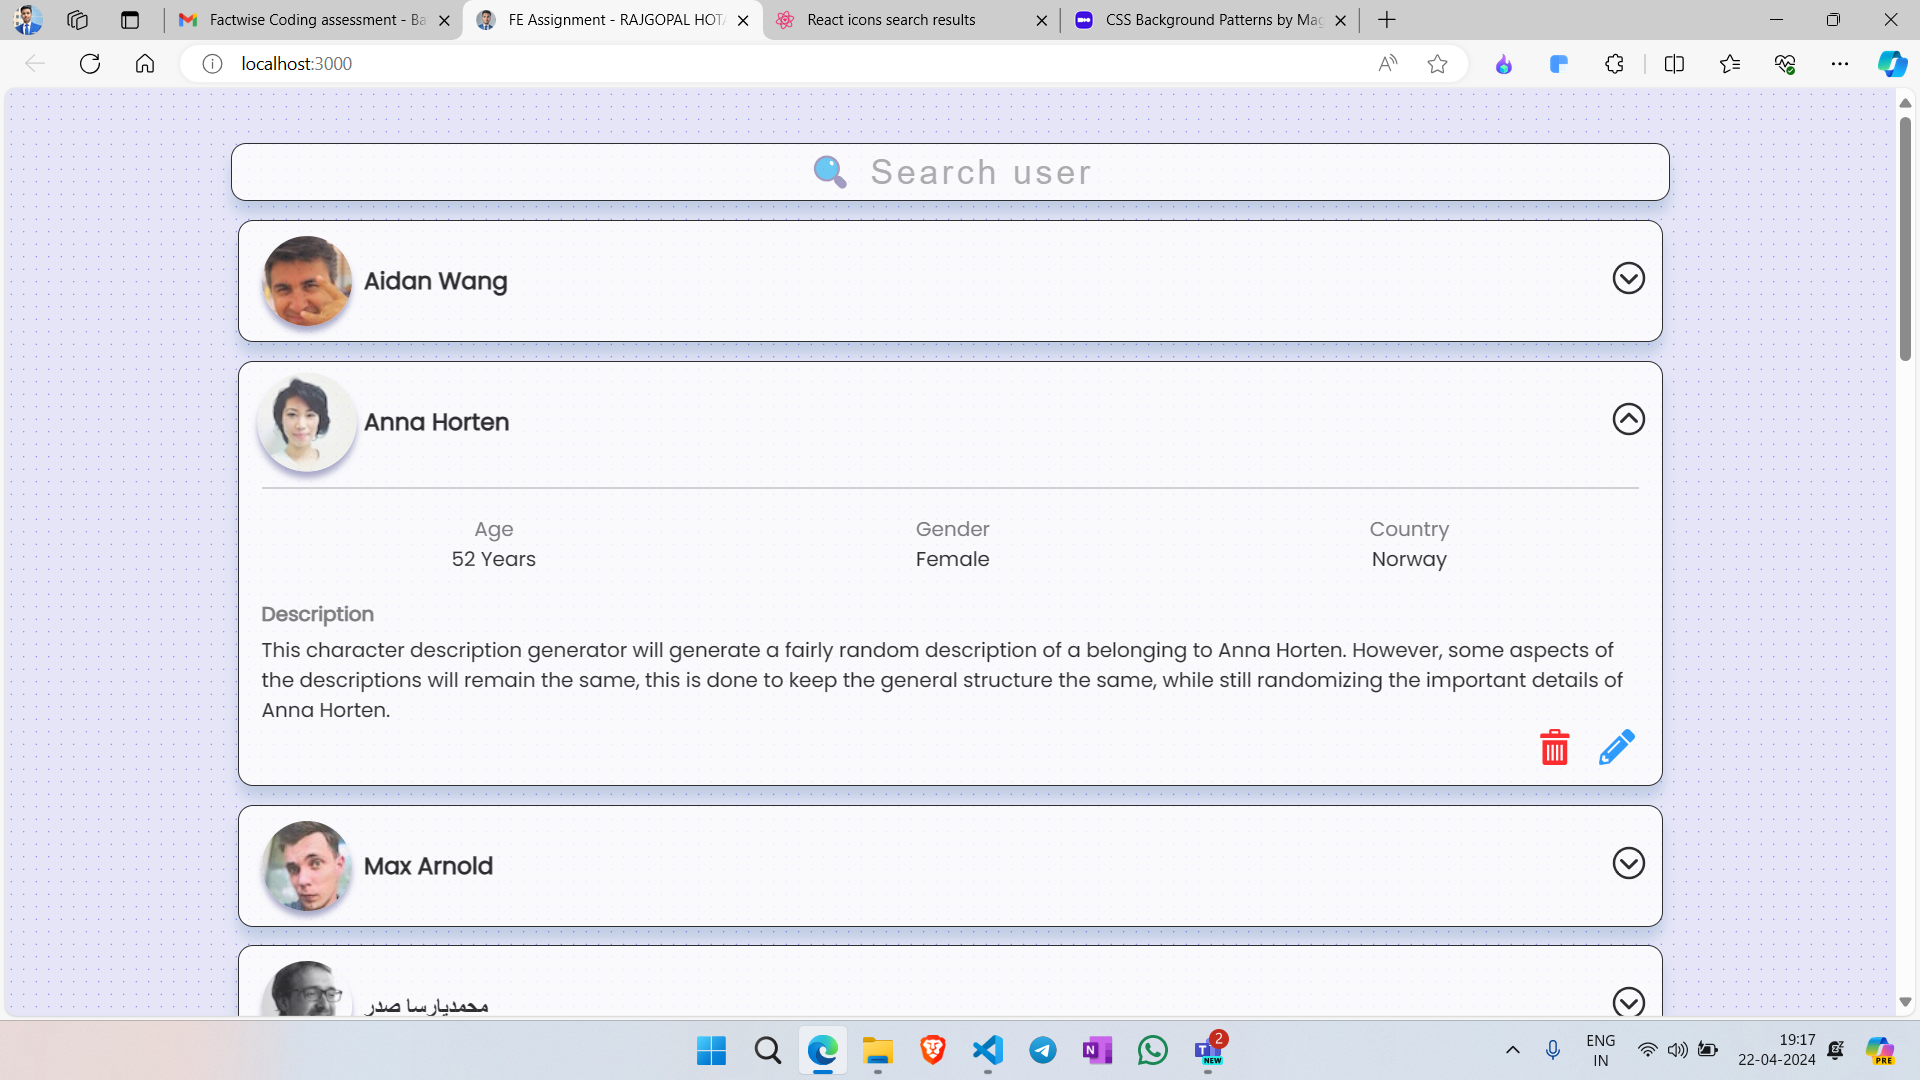 Factwise Coding assessment - Ba
FE Assignment - RAJGOPAL HOTA
React icons search results
CSS Background Patterns by Mag
localhost:3000
Search user
Aidan Wang
Anna Horten
Age
Gender
Country
52 Years
Female
Norway
Description
This character description generator will generate a fairly random description of a belonging to Anna Horten. However, some aspects of
the descriptions will remain the same, this is done to keep the general structure the same, while still randomizing the important details of
Anna Horten.
Max Arnold
محمدپارسا صدر
2
NEW
ENG
IN
19:17
22-04-2024
PRE